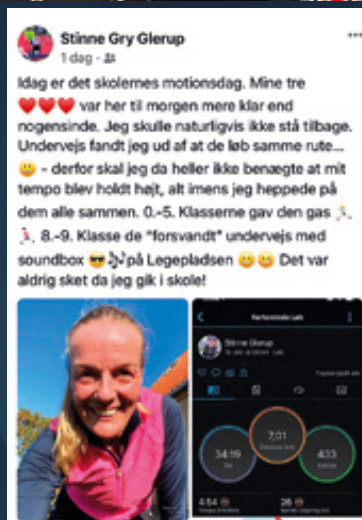 Stinne Gry Glerup
1 dag
Idag er det skolernes motionsdag. Mine tre
❤️❤️❤️ var her til morgen mere klar end
nogensinde. Jeg skulle naturligvis ikke stå tilbage.
Undervejs fandt jeg ud af at de løb samme rute...
😃 - derfor skal jeg da heller ikke benægte at mit
tempo blev holdt højt, alt imens jeg heppede på
dem alle sammen. 0.-5. Klasserne gav den gas 🏃
🏃, 8.-9. Klasse de "forsvandt" undervejs med
soundbox 😎🎶på Legepladsen 😃😃 Det var
aldrig sket da jeg gik i skole!
Kerteminde Løb
Stinne Gry Glerup
34:19
7,01
433
4:54
26